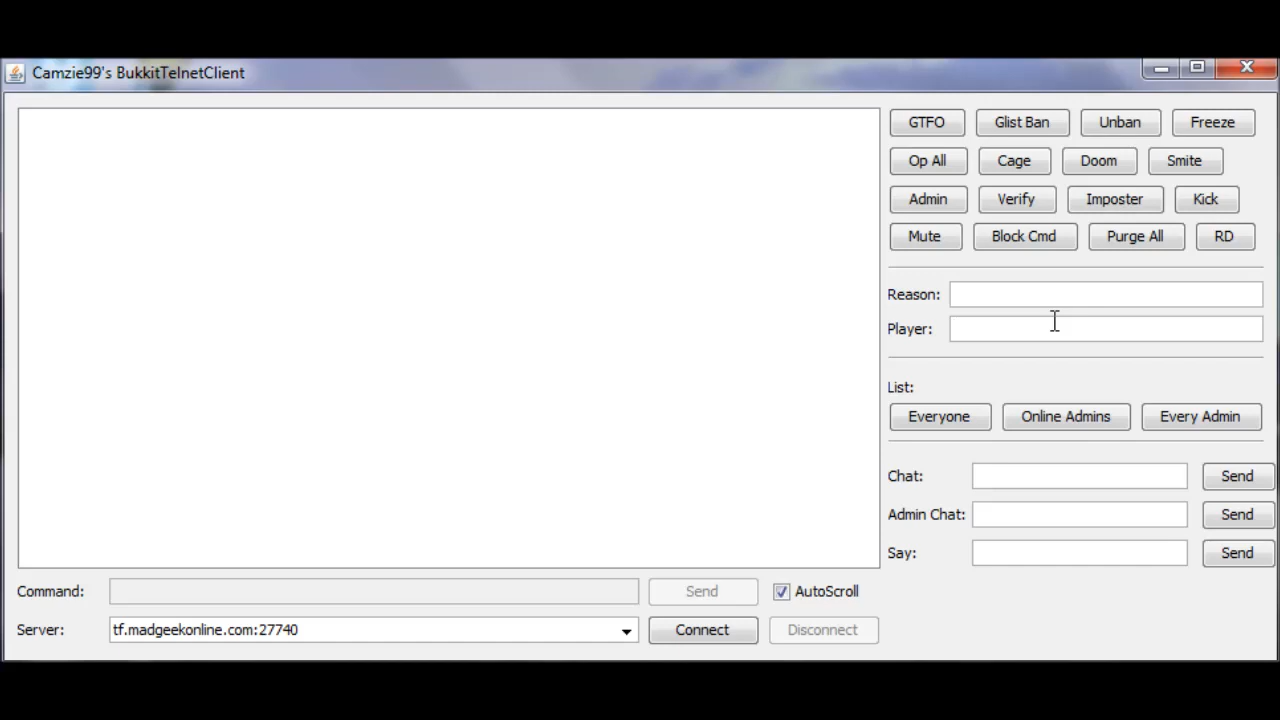 Camzie99's BukkitTelnetClient
GTFO Glist Ban Unban Freeze
Op All Cage Doom Smite
Admin Verify Imposter Kick
Mute Block Cmd Purge All RD
Reason:
Player:
List:
Everyone Online Admins Every Admin
Chat: Send
Admin Chat: Send
Say: Send
Command: Send AutoScroll
Server: tf.madgeekonline.com:27740 Connect Disconnect